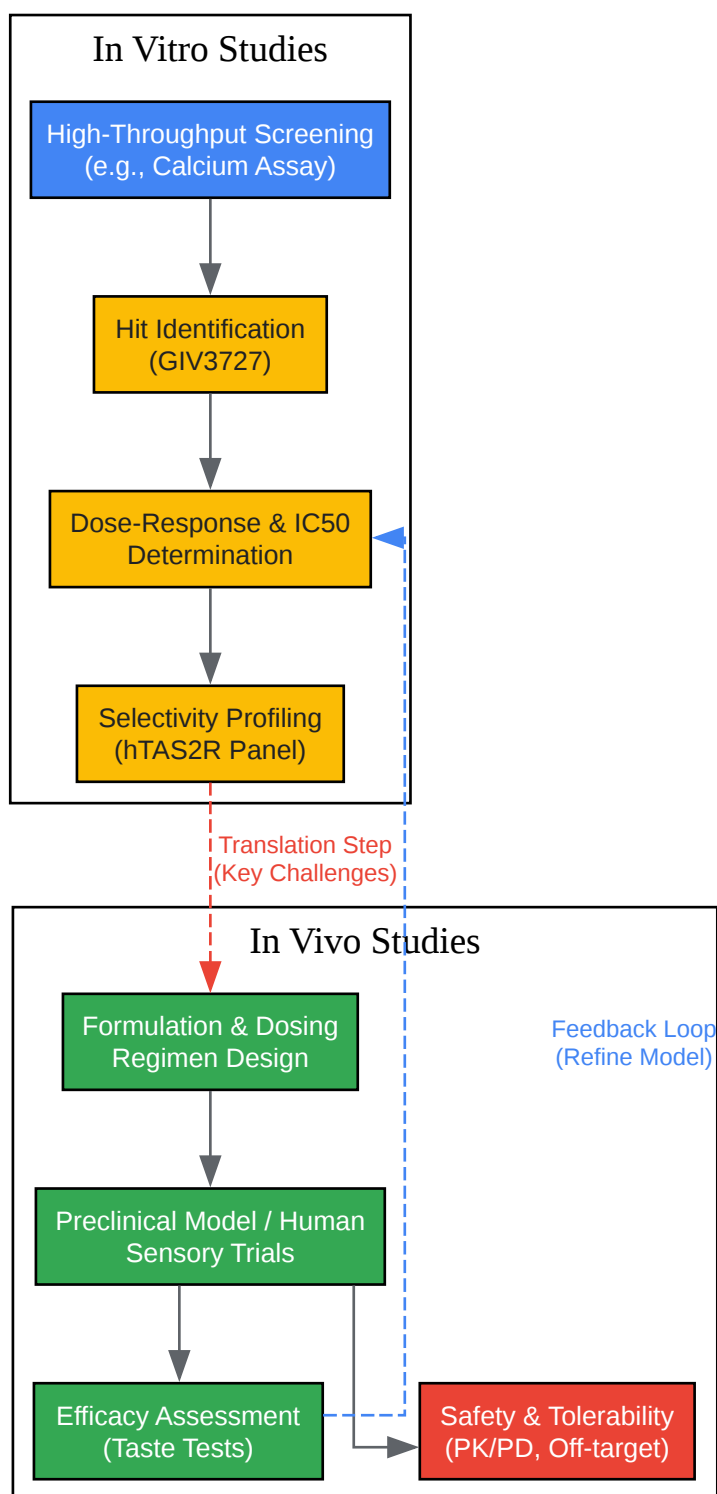 In Vitro Studies
High-Throughput Screening
(e.g., Calcium Assay)
Hit Identification
(GIV3727)
Dose-Response & IC50
Determination
Selectivity Profiling
(hTAS2R Panel)
Translation Step
(Key Challenges)
In Vivo Studies
Formulation & Dosing
Regimen Design
Feedback Loop
(Refine Model)
Preclinical Model / Human
Sensory Trials
Efficacy Assessment
(Taste Tests)
Safety & Tolerability
(PK/PD, Off-target)